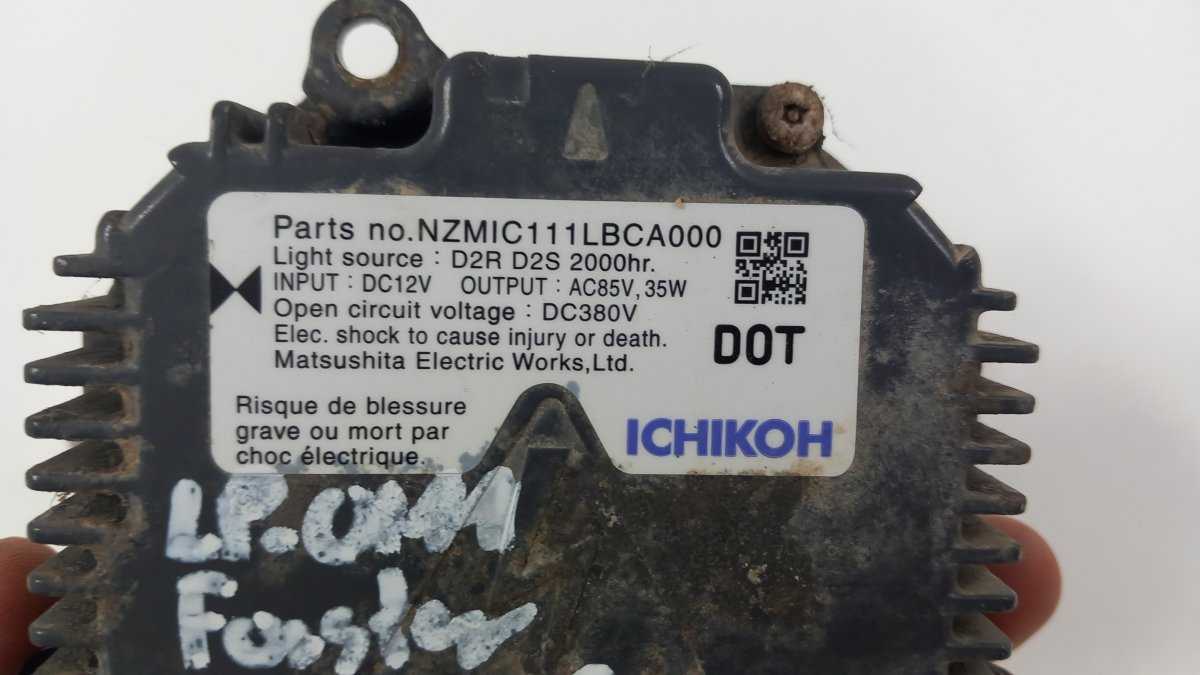 Parts no.NZMIC111LBCA000
Light source : D2R D2S 2000hr.
INPUT : DC12V OUTPUT : AC85V, 35W
Open circuit voltage : DC380V
Elec. shock to cause injury or death.
Matsushita Electric Works,Ltd.
DOT
Risque de blessure
grave ou mort par
choc électrique.
ICHIKOH
LP.